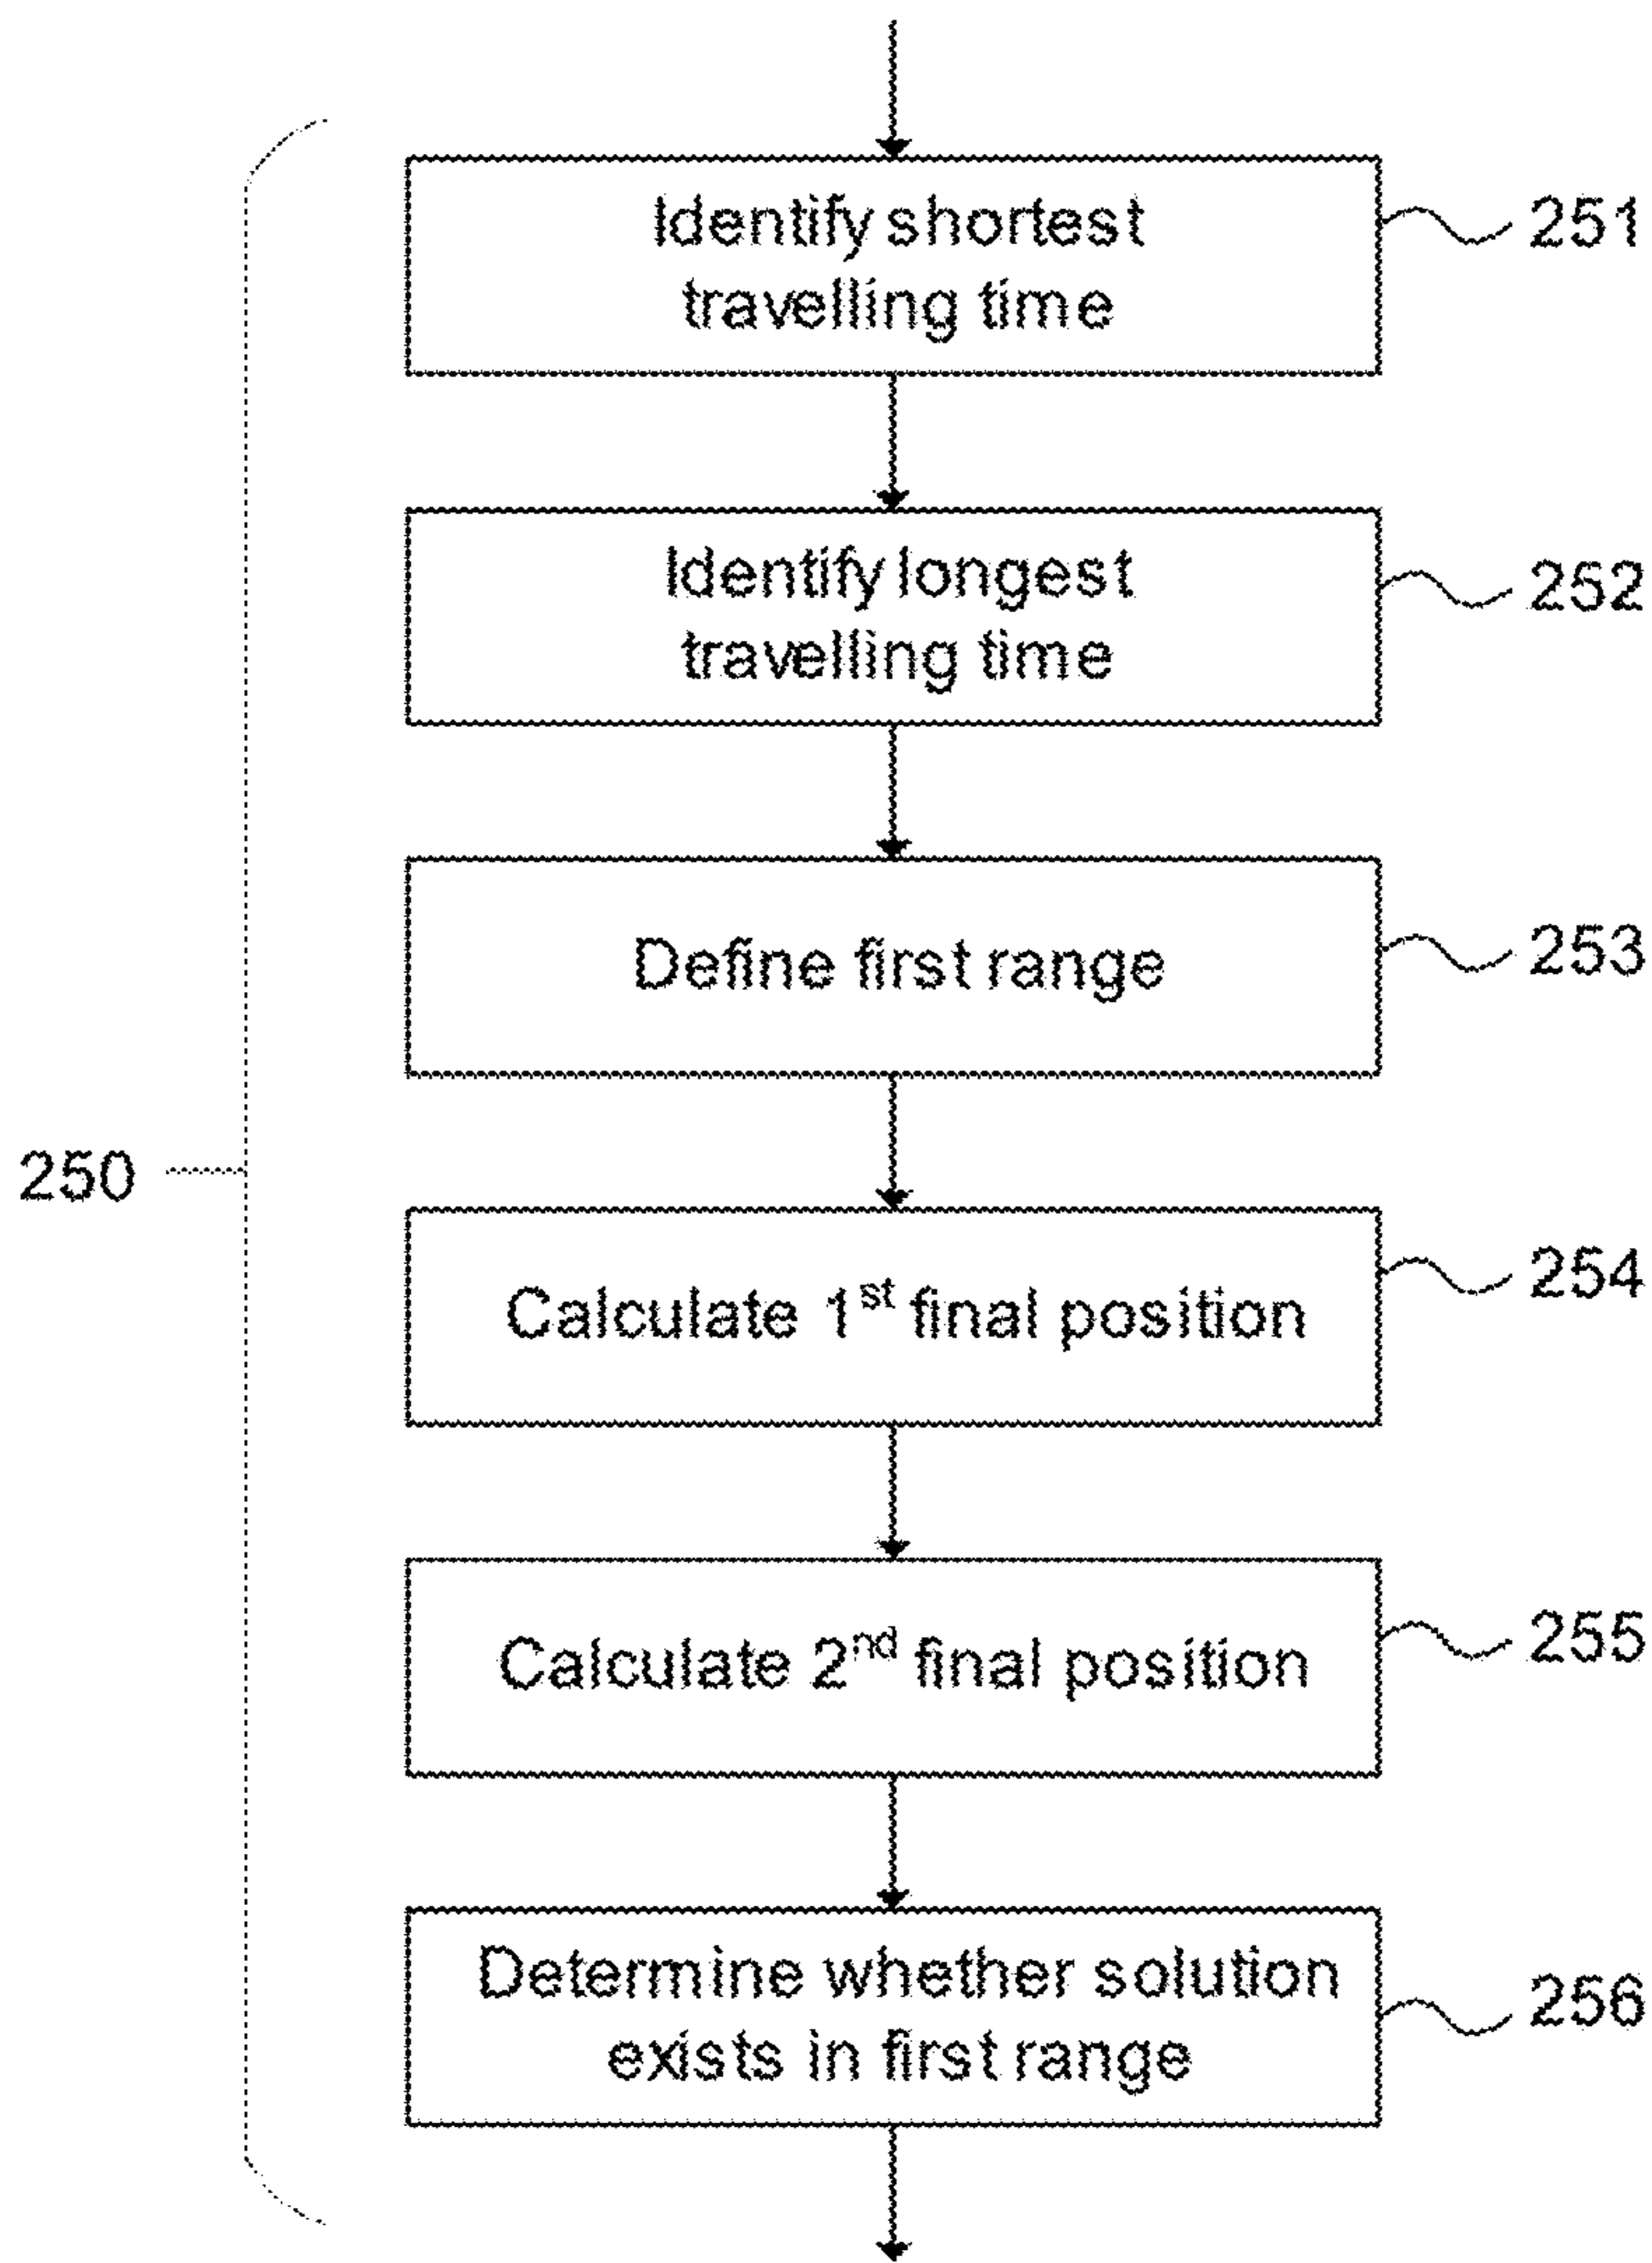 Identify shortest
travelling time
251
Identify longest
travelling time
252
Define first range
253
250
Calculate 1st final position
254
Calculate 2nd final position
255
Determine whether solution
exists in first range
256